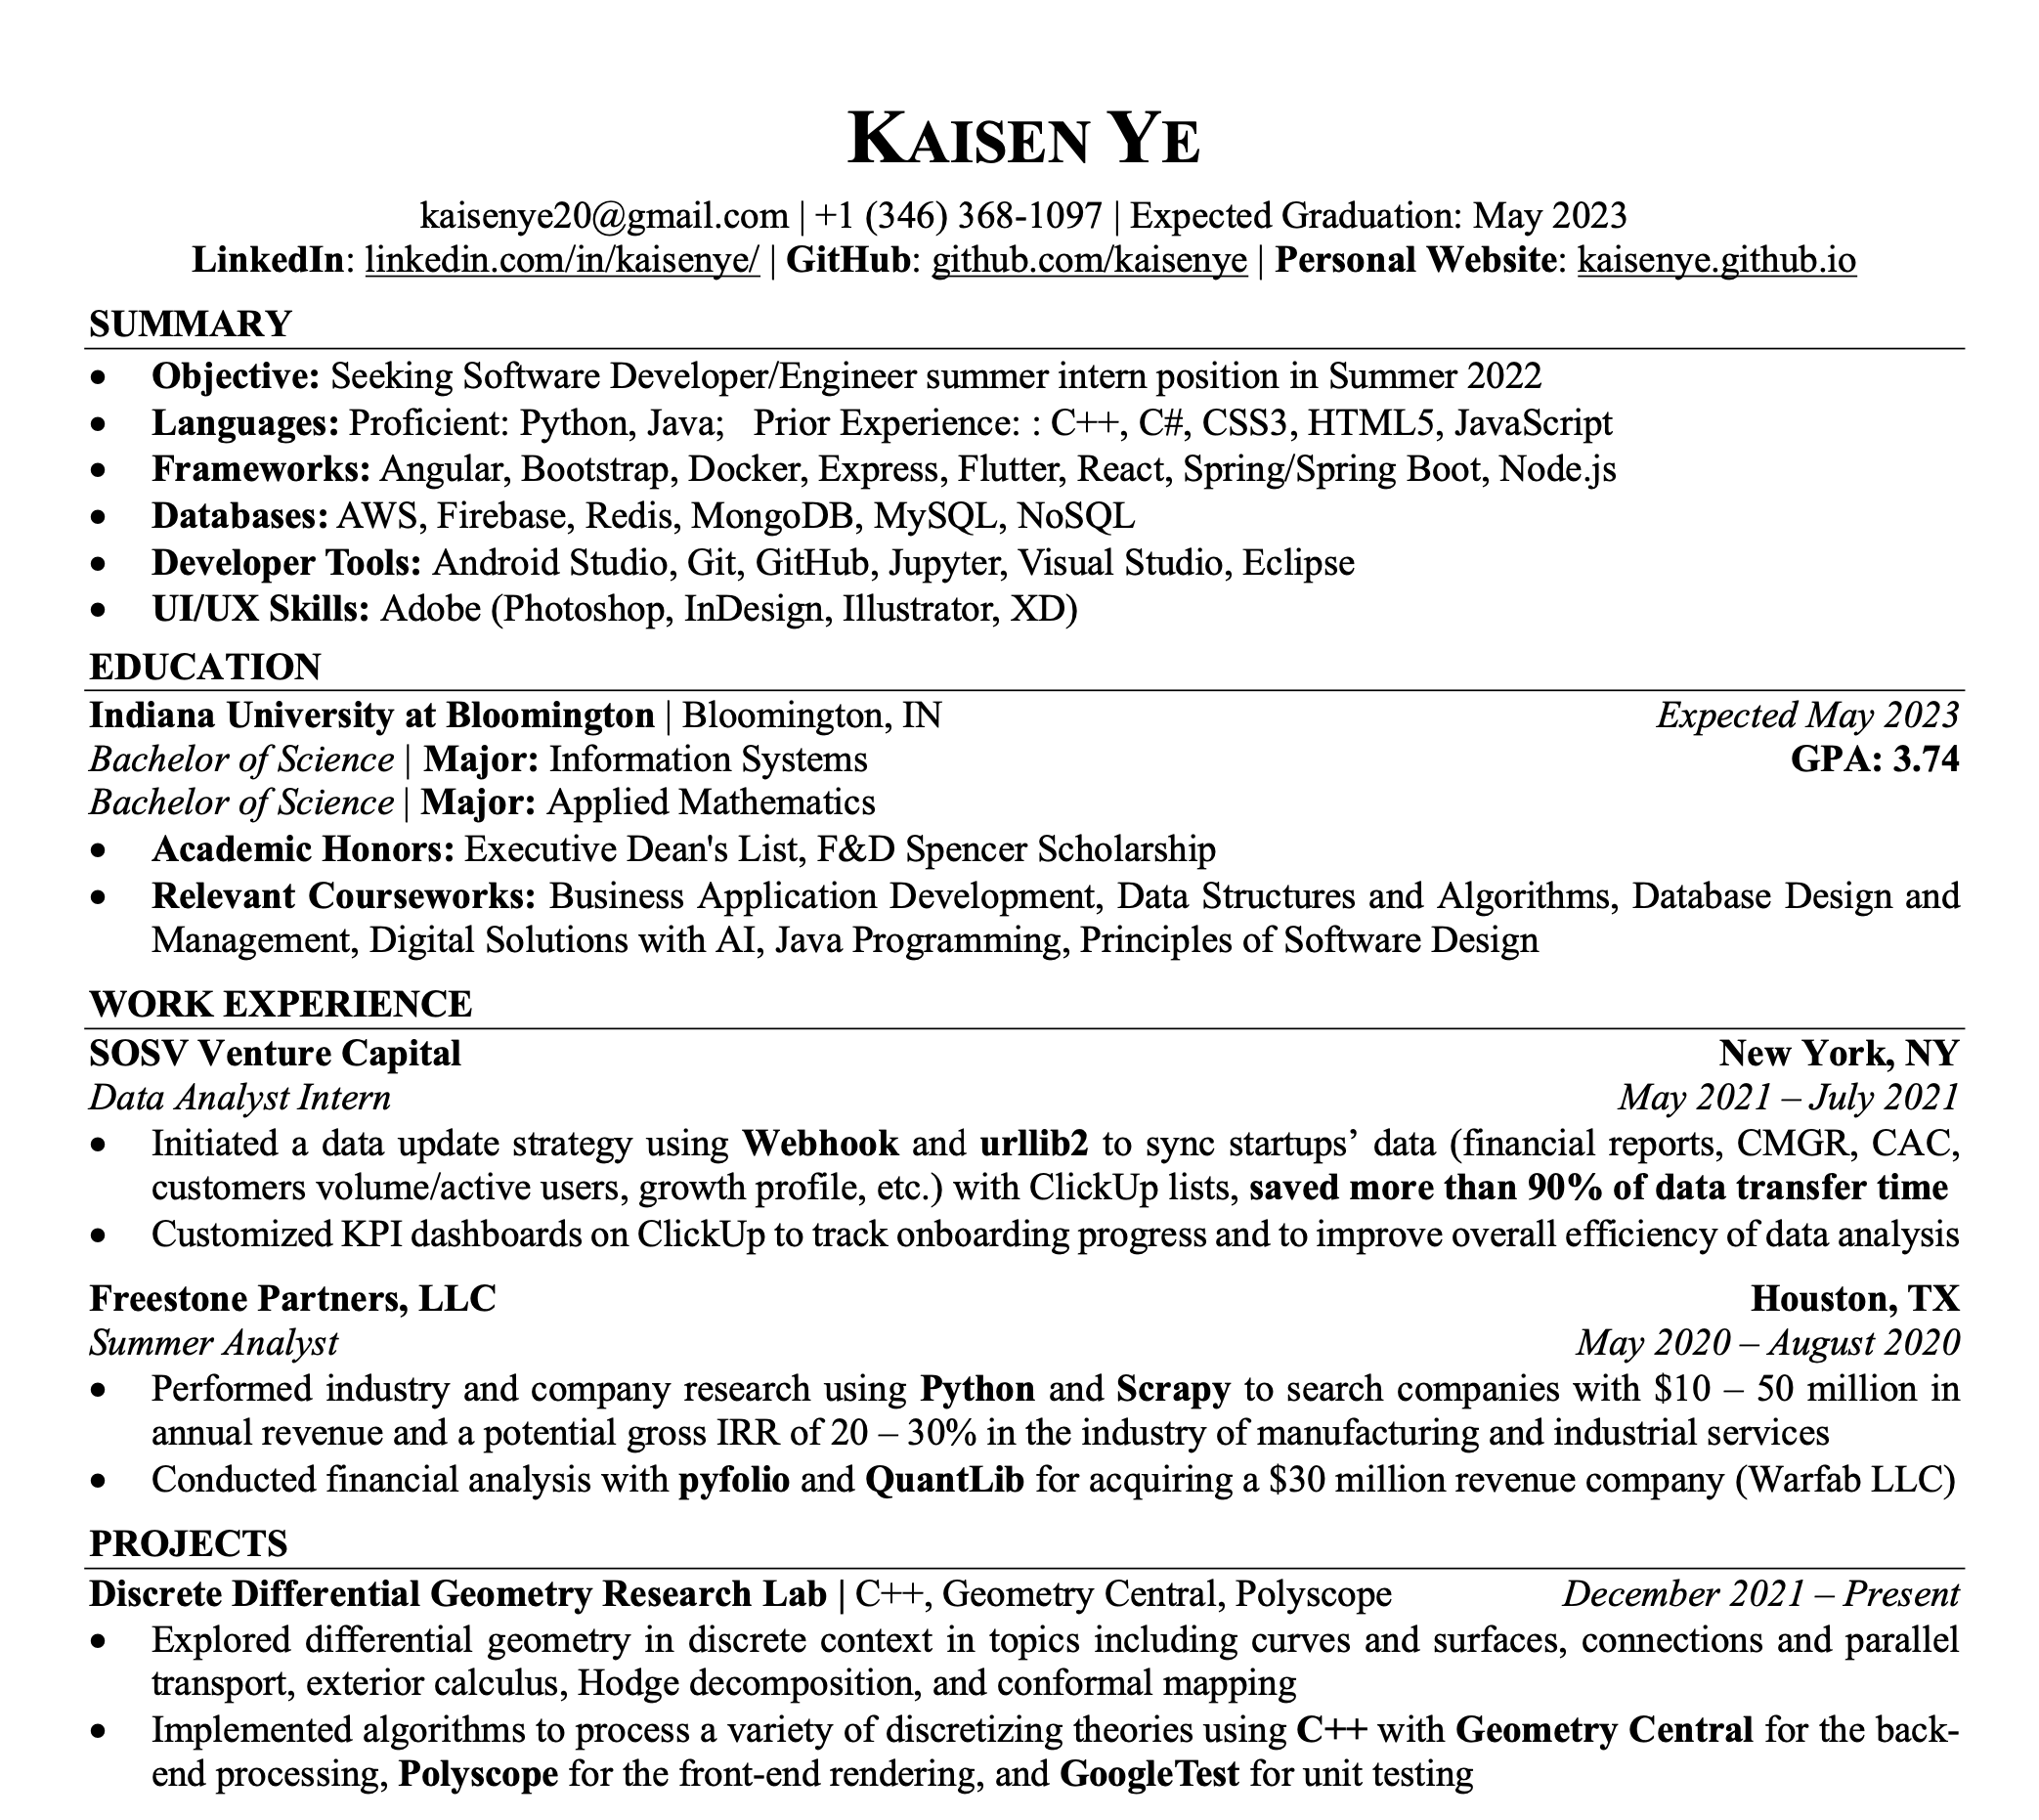 KAISEN YE
kaisenye20@gmail.com | +1 (346) 368-1097 | Expected Graduation: May 2023
LinkedIn: linkedin.com/in/kaisenye/ | GitHub: github.com/kaisenye | Personal Website: kaisenye.github.io
SUMMARY
• Objective: Seeking Software Developer/Engineer summer intern position in Summer 2022
• Languages: Proficient: Python, Java;   Prior Experience: : C++, C#, CSS3, HTML5, JavaScript
• Frameworks: Angular, Bootstrap, Docker, Express, Flutter, React, Spring/Spring Boot, Node.js
• Databases: AWS, Firebase, Redis, MongoDB, MySQL, NoSQL
• Developer Tools: Android Studio, Git, GitHub, Jupyter, Visual Studio, Eclipse
• UI/UX Skills: Adobe (Photoshop, InDesign, Illustrator, XD)
EDUCATION
Indiana University at Bloomington | Bloomington, IN Expected May 2023
Bachelor of Science | Major: Information Systems GPA: 3.74
Bachelor of Science | Major: Applied Mathematics
• Academic Honors: Executive Dean's List, F&D Spencer Scholarship
• Relevant Courseworks: Business Application Development, Data Structures and Algorithms, Database Design and
Management, Digital Solutions with AI, Java Programming, Principles of Software Design
WORK EXPERIENCE
SOSV Venture Capital New York, NY
Data Analyst Intern May 2021 – July 2021
• Initiated a data update strategy using Webhook and urllib2 to sync startups’ data (financial reports, CMGR, CAC,
customers volume/active users, growth profile, etc.) with ClickUp lists, saved more than 90% of data transfer time
• Customized KPI dashboards on ClickUp to track onboarding progress and to improve overall efficiency of data analysis
Freestone Partners, LLC Houston, TX
Summer Analyst May 2020 – August 2020
• Performed industry and company research using Python and Scrapy to search companies with $10 – 50 million in
annual revenue and a potential gross IRR of 20 – 30% in the industry of manufacturing and industrial services
• Conducted financial analysis with pyfolio and QuantLib for acquiring a $30 million revenue company (Warfab LLC)
PROJECTS
Discrete Differential Geometry Research Lab | C++, Geometry Central, Polyscope December 2021 – Present
• Explored differential geometry in discrete context in topics including curves and surfaces, connections and parallel
transport, exterior calculus, Hodge decomposition, and conformal mapping
• Implemented algorithms to process a variety of discretizing theories using C++ with Geometry Central for the back-
end processing, Polyscope for the front-end rendering, and GoogleTest for unit testing